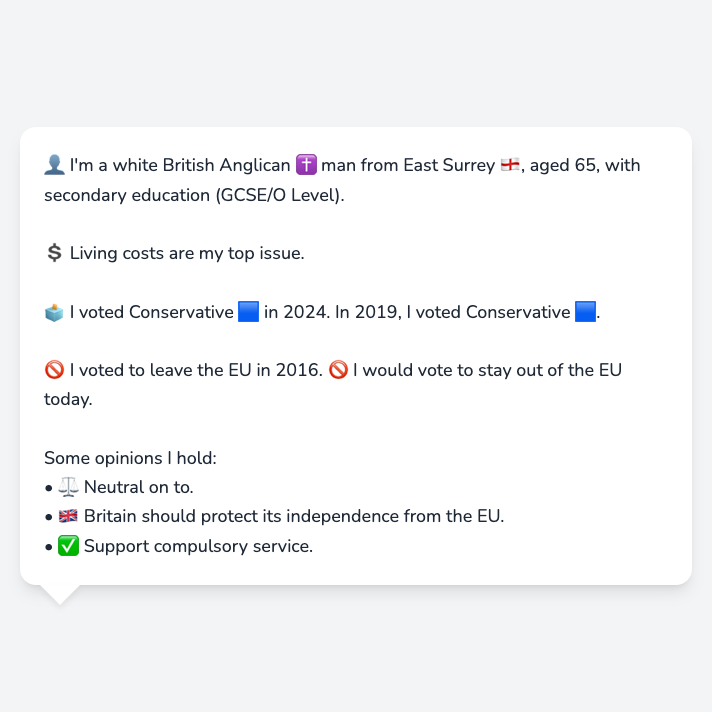 👤 I'm a white British Anglican ✝️ man from East Surrey 🏴󠁧󠁢󠁥󠁮󠁧󠁿, aged 65, with
secondary education (GCSE/O Level).
💲 Living costs are my top issue.
🗳️ I voted Conservative 🟦 in 2024. In 2019, I voted Conservative 🟦.
🚫 I voted to leave the EU in 2016. 🚫 I would vote to stay out of the EU
today.
Some opinions I hold:
• ⚖️ Neutral on to.
• 🇬🇧 Britain should protect its independence from the EU.
• ✅ Support compulsory service.